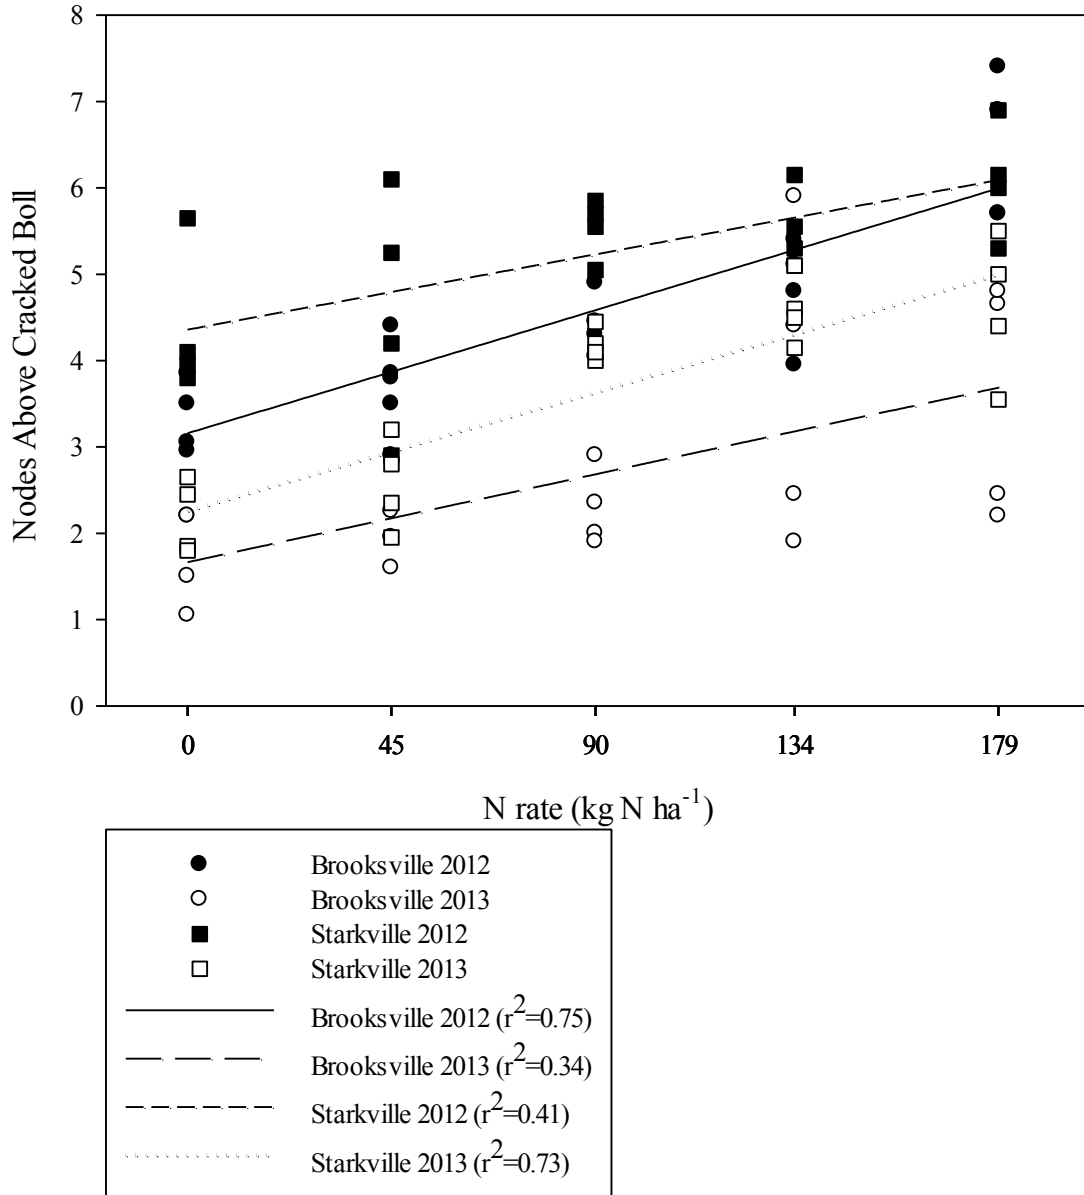 8
7
6
5
4
3
2
1
0
Nodes Above Cracked Boll
0 45 90 134 179
N rate (kg N ha⁻¹)
Brooksville 2012
Brooksville 2013
Starkville 2012
Starkville 2013
Brooksville 2012 (r²=0.75)
Brooksville 2013 (r²=0.34)
Starkville 2012 (r²=0.41)
Starkville 2013 (r²=0.73)